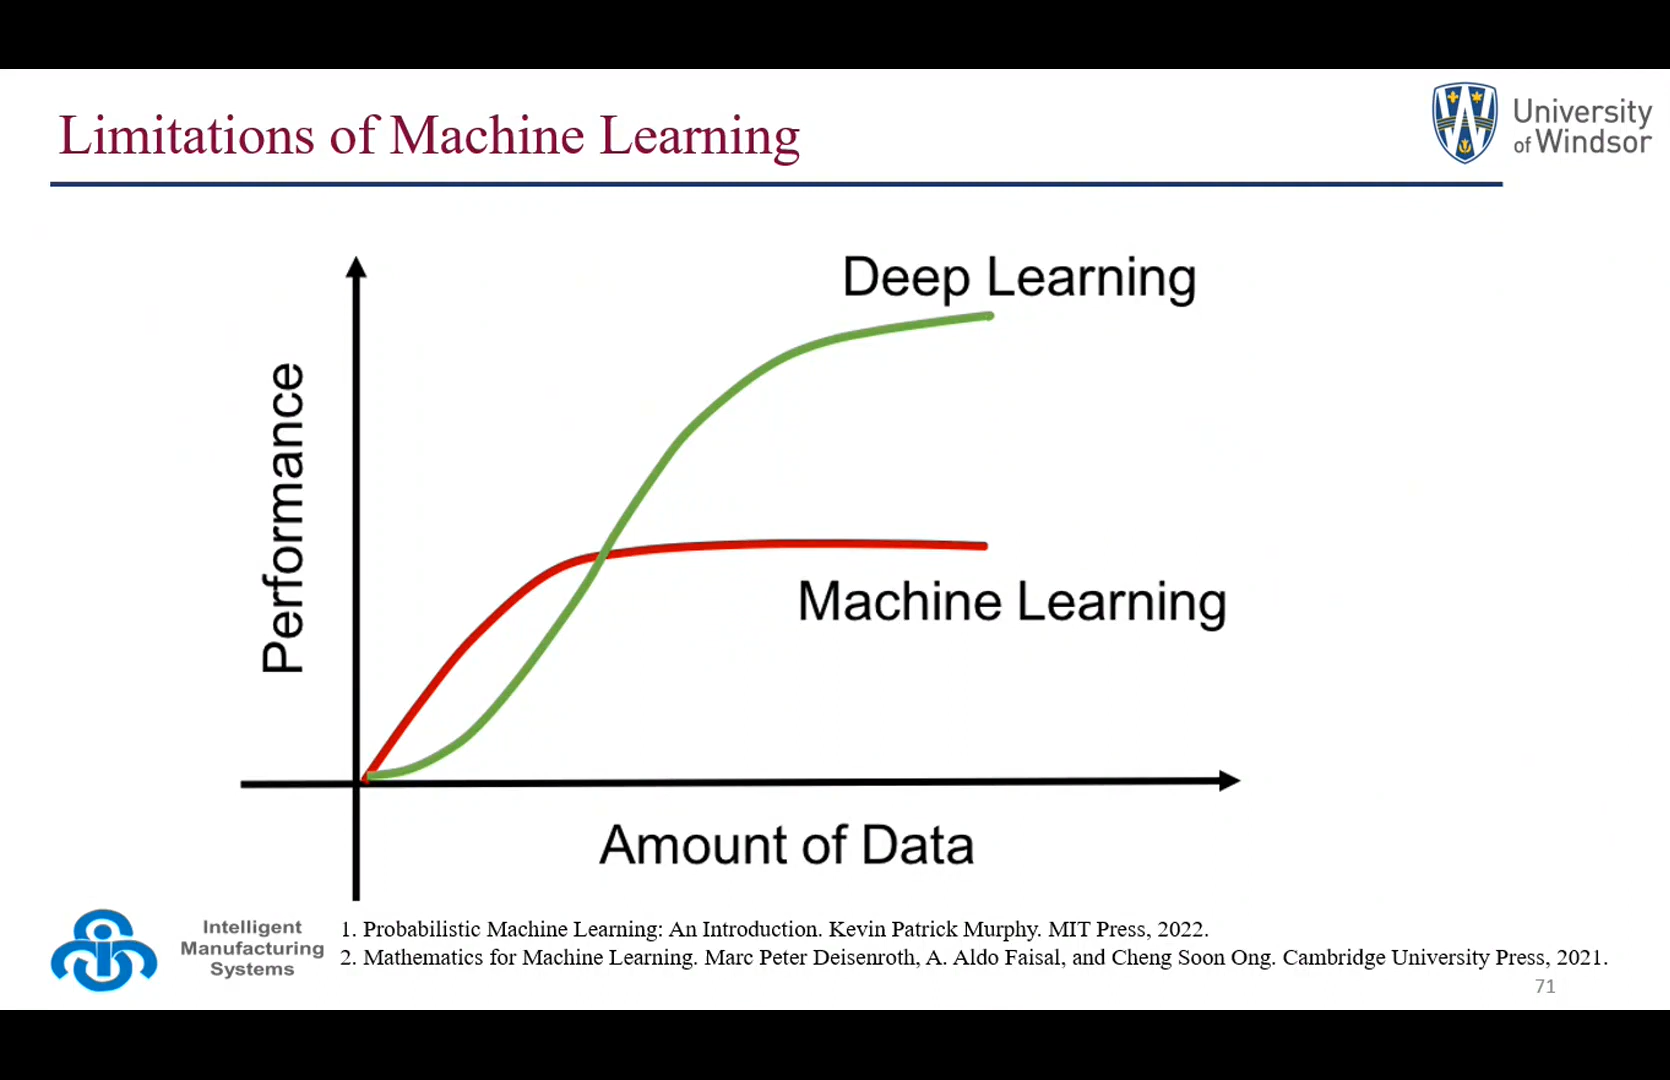 Limitations of Machine Learning
University
of Windsor
Deep Learning
Performance
Machine Learning
Amount of Data
Intelligent
Manufacturing
Systems
1. Probabilistic Machine Learning: An Introduction. Kevin Patrick Murphy. MIT Press, 2022.
2. Mathematics for Machine Learning. Marc Peter Deisenroth, A. Aldo Faisal, and Cheng Soon Ong. Cambridge University Press, 2021.
71